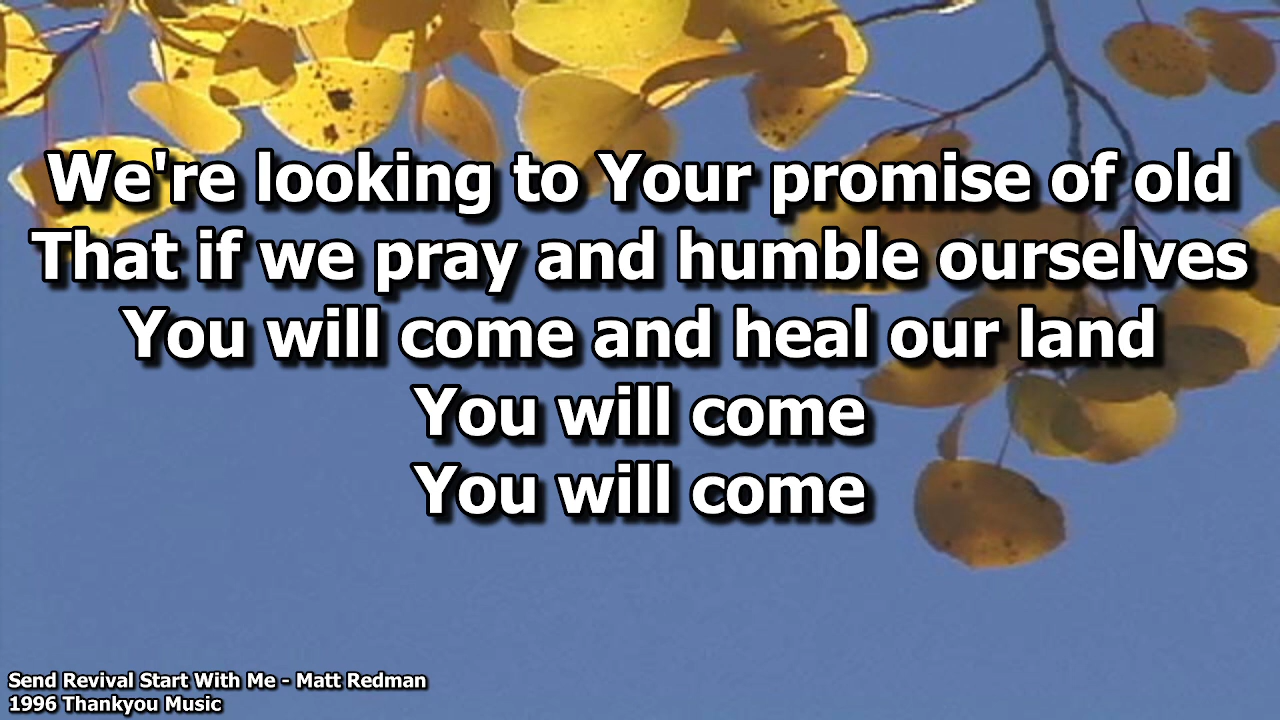 We're looking to Your promise of old
That if we pray and humble ourselves
You will come and heal our land
You will come
You will come
Send Revival Start With Me - Matt Redman
1996 Thankyou Music